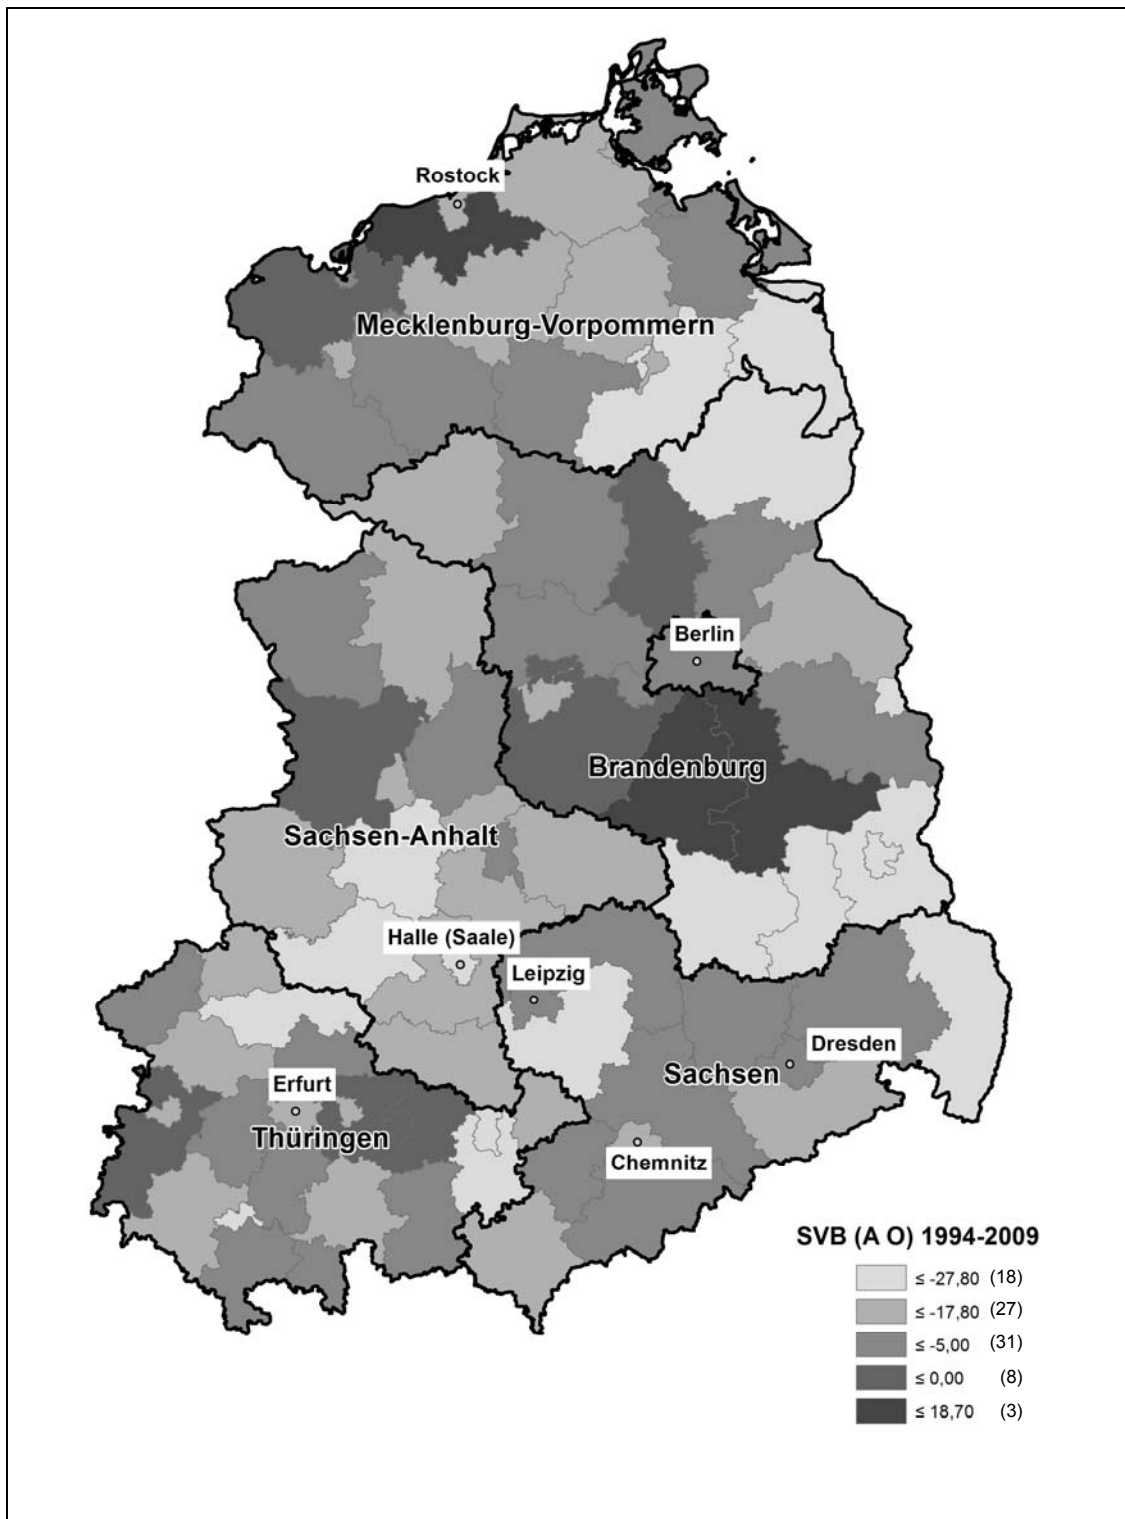 Rostock
Mecklenburg-Vorpommern
Berlin
Brandenburg
Sachsen-Anhalt
Halle (Saale)
Leipzig
Dresden
Sachsen
Erfurt
Thüringen
Chemnitz
SVB (A O) 1994-2009
≤ -27,80 (18)
≤ -17,80 (27)
≤ -5,00 (31)
≤ 0,00 (8)
≤ 18,70 (3)